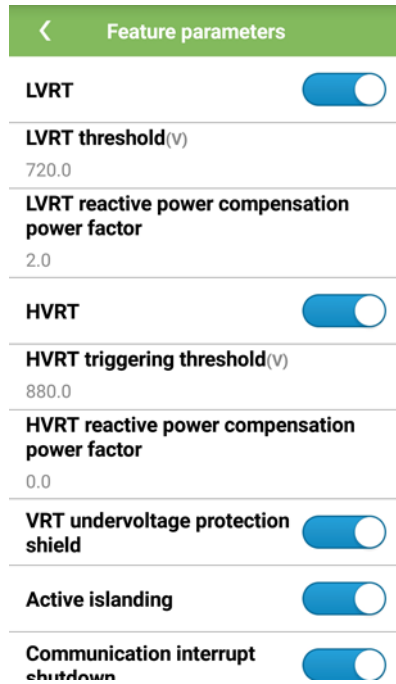 Feature parameters
LVRT
LVRT threshold(V)
720.0
LVRT reactive power compensation
power factor
2.0
HVRT
HVRT triggering threshold(V)
880.0
HVRT reactive power compensation
power factor
0.0
VRT undervoltage protection
shield
Active islanding
Communication interrupt
shutdown